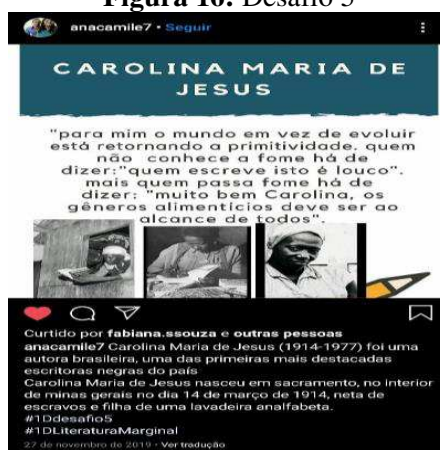 Figura 10: Desafio 5
anacamile7 • Seguir
CAROLINA MARIA DE
JESUS
"para mim o mundo em vez de evoluir
está retornando a primitividade. quem
não conhece a fome há de
dizer:"quem escreve isto é louco".
mais quem passa fome há de
dizer: "muito bem Carolina, os
gêneros alimentícios deve ser ao
alcance de todos".
Curtido por fabiana.ssouza e outras pessoas
anacamile7 Carolina Maria de Jesus (1914-1977) foi uma
autora brasileira, uma das primeiras mais destacadas
escritoras negras do país
Carolina Maria de Jesus nasceu em sacramento, no interior
de minas gerais no dia 14 de março de 1914, neta de
escravos e filha de uma lavadeira analfabeta.
#1Ddesafio5
#1DLiteraturaMarginal
27 de novembro de 2019 • Ver tradução